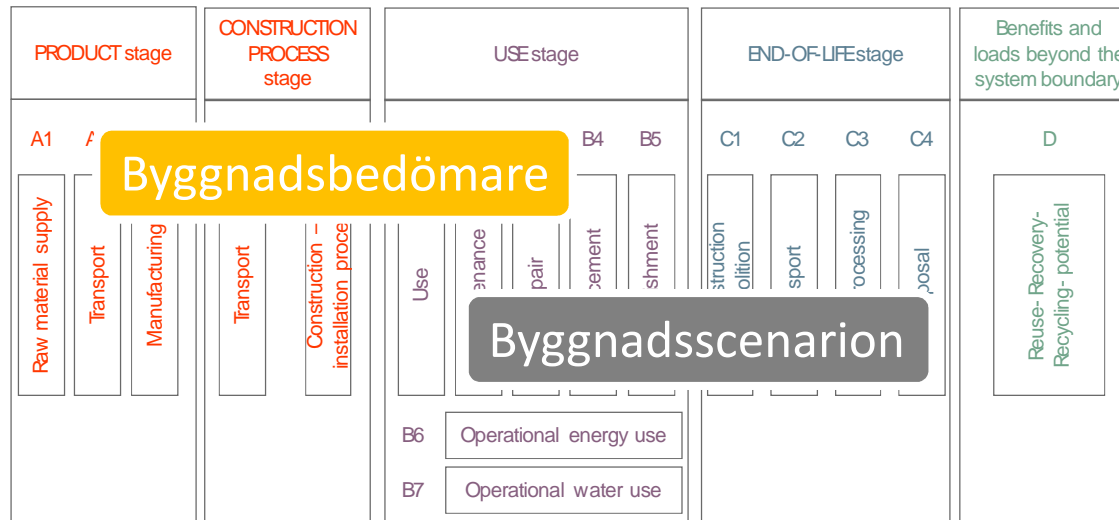 PRODUCT stage
CONSTRUCTION
PROCESS
stage
USE stage
END-OF-LIFE stage
Benefits and
loads beyond the
system boundary
A1
B4
B5
C1
C2
C3
C4
D
Byggnadsbedömare
Raw material supply
Transport
Manufacturing
Transport
Construction –
installation proce
Use
enance
pair
cement
shment
struction
olition
sport
rocessing
posal
Reuse- Recovery-
Recycling- potential
Byggnadsscenarion
B6
Operational energy use
B7
Operational water use